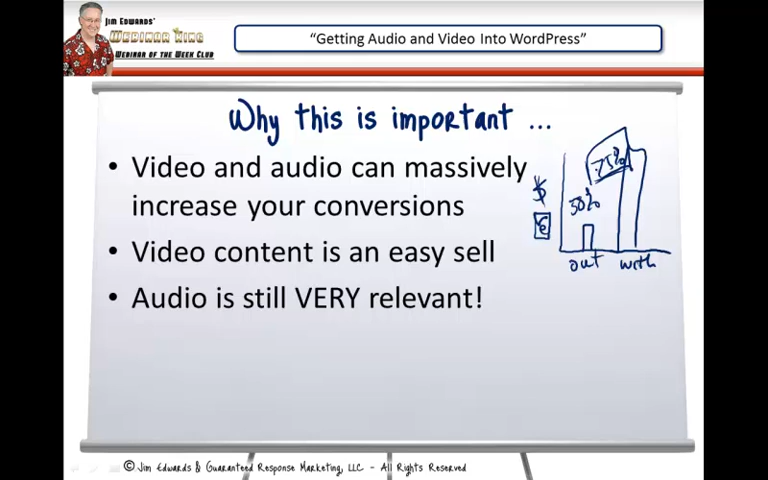 Jim Edwards'
WEBINAR KING
WEBINAR OF THE WEEK CLUB
“Getting Audio and Video Into WordPress”
Why this is important ...
• Video and audio can massively
increase your conversions
• Video content is an easy sell
• Audio is still VERY relevant!
75%
$
50%
out with
© Jim Edwards & Guaranteed Response Marketing, LLC - All Rights Reserved